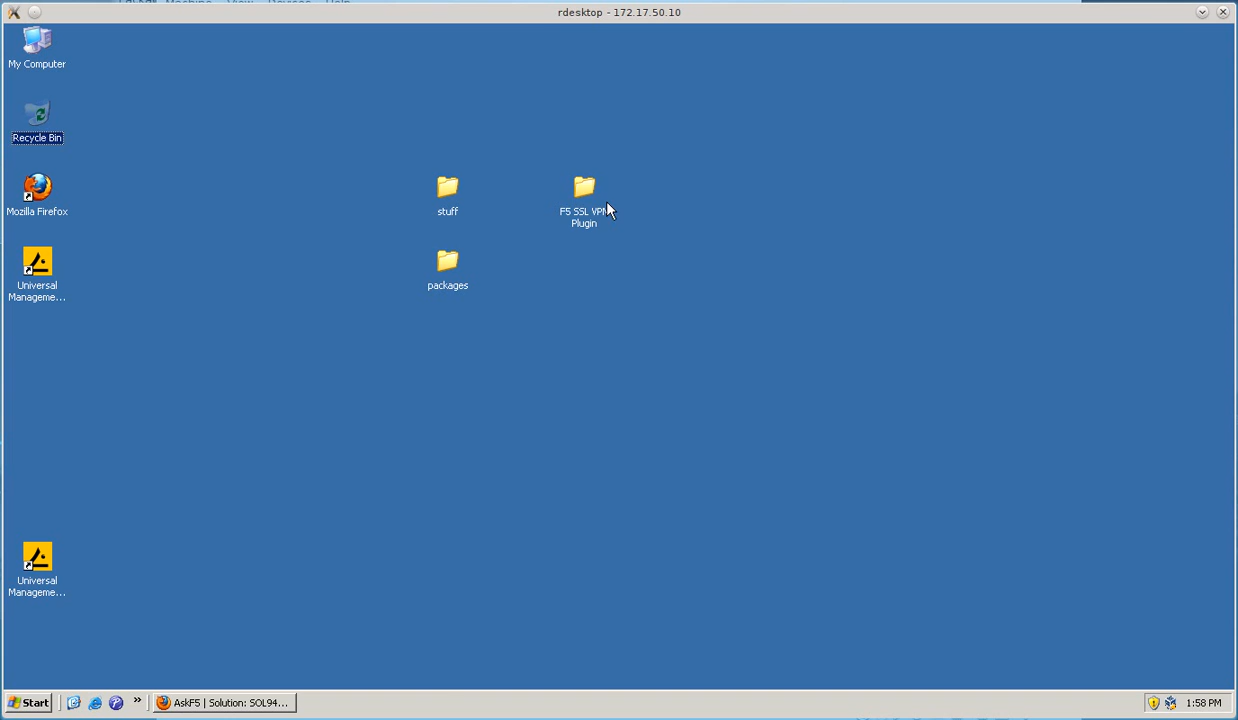 rdesktop - 172.17.50.10
My Computer
Recycle Bin
Mozilla Firefox
stuff
F5 SSL VPN
Plugin
Universal
Manageme...
packages
Universal
Manageme...
Start
»
AskF5 | Solution: SOL94...
1:58 PM